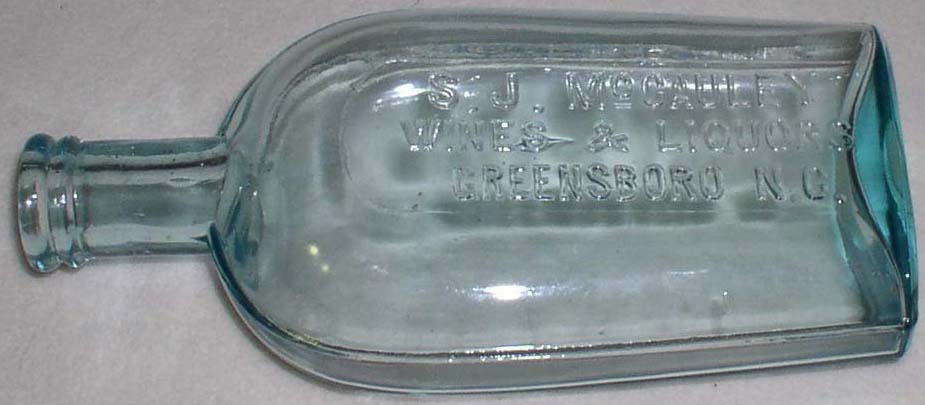 S. J. McCAULEY
WINES & LIQUORS
GREENSBORO N.C.